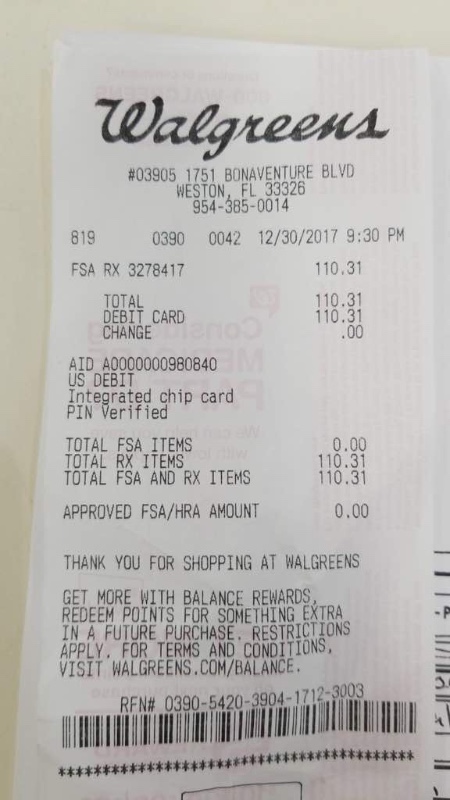 Walgreens
#03905 1751 BONAVENTURE BLVD
WESTON, FL 33326
954-385-0014
819 0390 0042 12/30/2017 9:30 PM
FSA RX 3278417 110.31
TOTAL 110.31
DEBIT CARD 110.31
CHANGE .00
AID A0000000980840
US DEBIT
Integrated chip card
PIN Verified
TOTAL FSA ITEMS 0.00
TOTAL RX ITEMS 110.31
TOTAL FSA AND RX ITEMS 110.31
APPROVED FSA/HRA AMOUNT 0.00
THANK YOU FOR SHOPPING AT WALGREENS
GET MORE WITH BALANCE REWARDS,
REDEEM POINTS FOR SOMETHING EXTRA
IN A FUTURE PURCHASE. RESTRICTIONS
APPLY. FOR TERMS AND CONDITIONS,
VISIT WALGREENS.COM/BALANCE.
RFN# 0390-5420-3904-1712-3003
******************************************